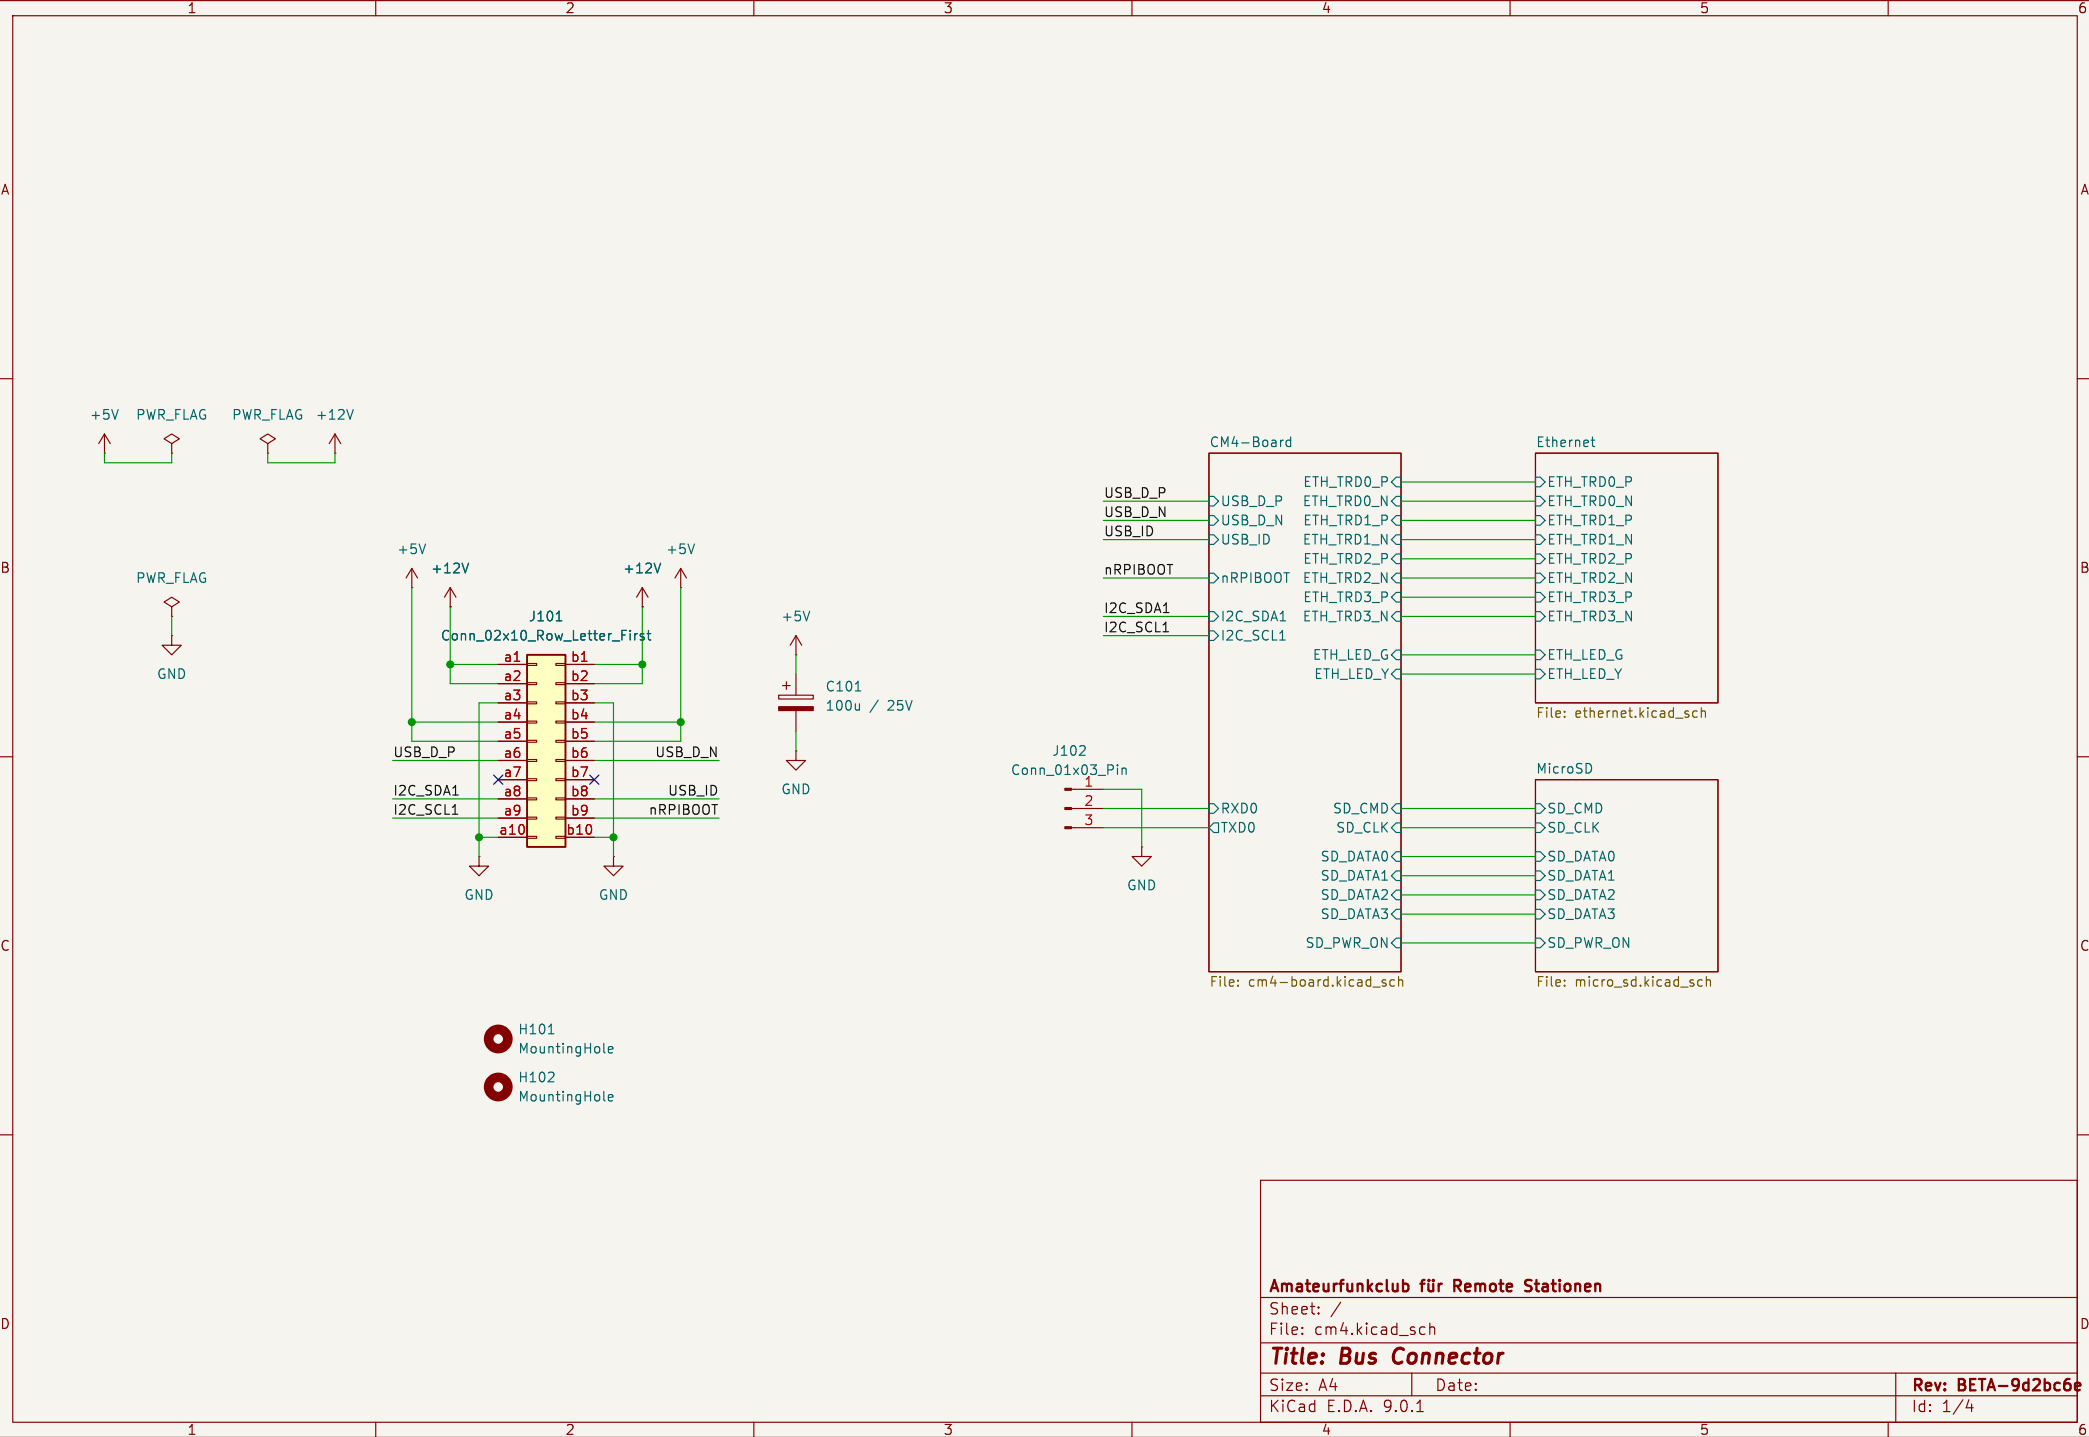 1 2 3 4 5 6
A A
+5V PWR_FLAG PWR_FLAG +12V
PWR_FLAG
GND
B B
+5V +5V
+12V +12V
J101
Conn_02x10_Row_Letter_First
a1 b1
a2 b2
a3 b3
a4 b4
a5 b5
USB_D_P a6 b6 USB_D_N
a7 b7
I2C_SDA1 a8 b8 USB_ID
I2C_SCL1 a9 b9 nRPIBOOT
a10 b10
GND GND
+5V
+
C101
100u / 25V
GND
H101
MountingHole
H102
MountingHole
CM4-Board
USB_D_P USB_D_P
USB_D_N USB_D_N
USB_ID USB_ID
nRPIBOOT nRPIBOOT
I2C_SDA1 I2C_SDA1
I2C_SCL1 I2C_SCL1
J102
Conn_01x03_Pin
1
2 RXD0
3 TXD0
GND
ETH_TRD0_P
ETH_TRD0_N
ETH_TRD1_P
ETH_TRD1_N
ETH_TRD2_P
ETH_TRD2_N
ETH_TRD3_P
ETH_TRD3_N
ETH_LED_G
ETH_LED_Y
SD_CMD
SD_CLK
SD_DATA0
SD_DATA1
SD_DATA2
SD_DATA3
SD_PWR_ON
File: cm4-board.kicad_sch
Ethernet
ETH_TRD0_P
ETH_TRD0_N
ETH_TRD1_P
ETH_TRD1_N
ETH_TRD2_P
ETH_TRD2_N
ETH_TRD3_P
ETH_TRD3_N
ETH_LED_G
ETH_LED_Y
File: ethernet.kicad_sch
MicroSD
SD_CMD
SD_CLK
SD_DATA0
SD_DATA1
SD_DATA2
SD_DATA3
SD_PWR_ON
File: micro_sd.kicad_sch
C C
D D
Amateurfunkclub für Remote Stationen
Sheet: /
File: cm4.kicad_sch
Title: Bus Connector
Size: A4 Date: Rev: BETA-9d2bc6e
KiCad E.D.A. 9.0.1 Id: 1/4
1 2 3 4 5 6